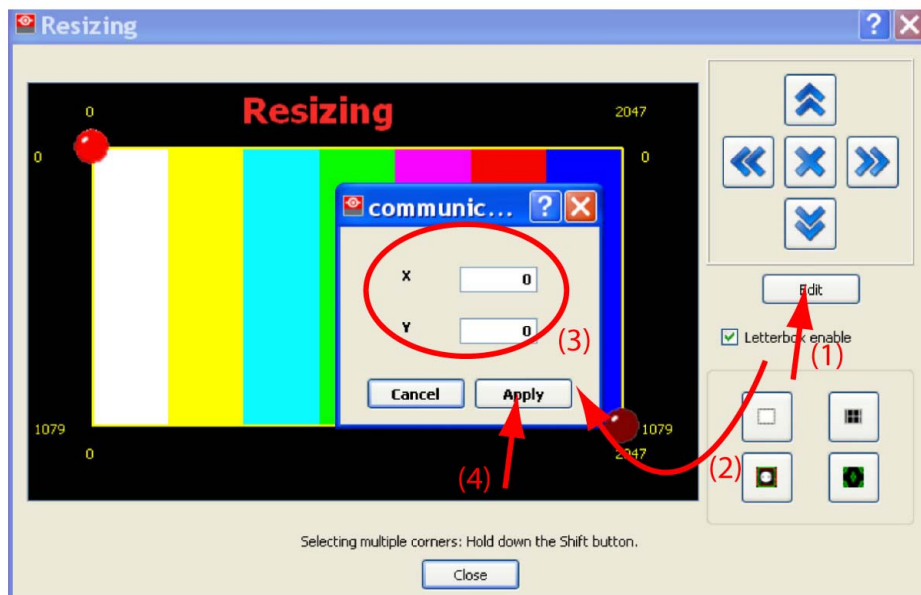 Resizing
0
Resizing
2047
0
0
communic...
X
0
Y
0
(3)
Cancel
Apply
Edit
Letterbox enable
(1)
1079
1079
0
2047
(4)
(2)
Selecting multiple corners: Hold down the Shift button.
Close